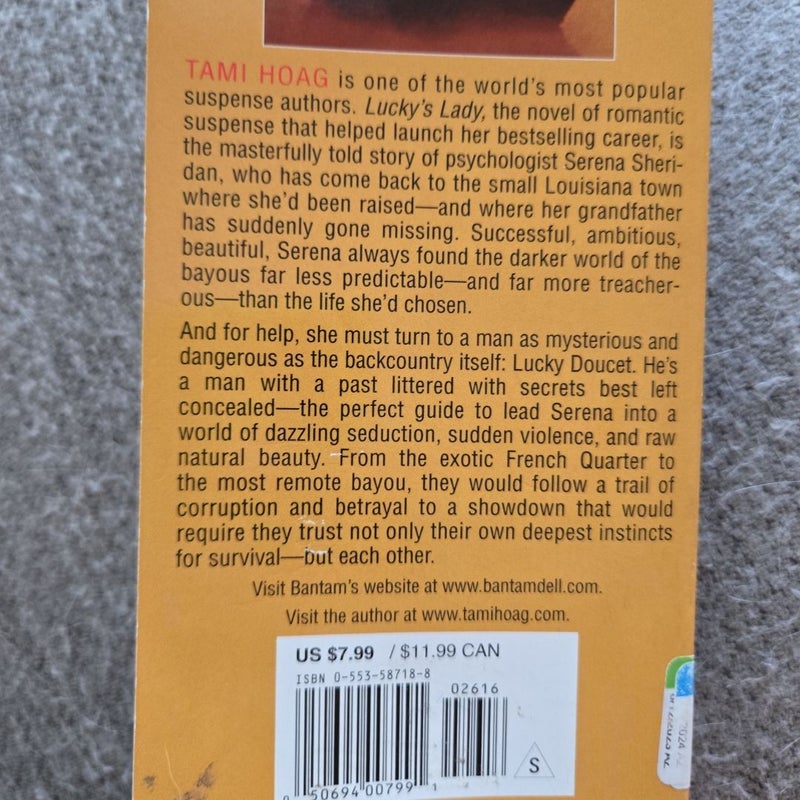 TAMI HOAG is one of the world's most popular
suspense authors. Lucky's Lady, the novel of romantic
suspense that helped launch her bestselling career, is
the masterfully told story of psychologist Serena Sheri-
dan, who has come back to the small Louisiana town
where she'd been raised—and where her grandfather
has suddenly gone missing. Successful, ambitious,
beautiful, Serena always found the darker world of the
bayous far less predictable—and far more treacher-
ous—than the life she'd chosen.
And for help, she must turn to a man as mysterious and
dangerous as the backcountry itself: Lucky Doucet. He's
a man with a past littered with secrets best left
concealed—the perfect guide to lead Serena into a
world of dazzling seduction, sudden violence, and raw
natural beauty. From the exotic French Quarter to
the most remote bayou, they would follow a trail of
corruption and betrayal to a showdown that would
require they trust not only their own deepest instincts
for survival—but each other.
Visit Bantam's website at www.bantamdell.com.
Visit the author at www.tamihoag.com.
US $7.99 / $11.99 CAN
ISBN 0-553-58718-8
02616
S
0 50694 00799 1